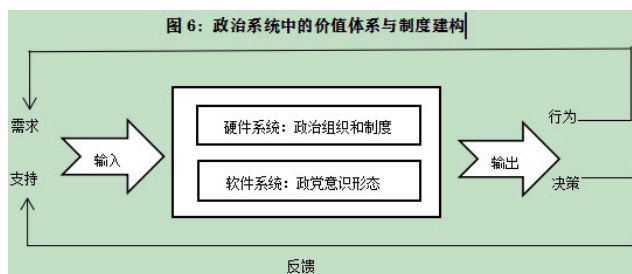 图 6：政治系统中的价值体系与制度建构
需求
支持
输入
硬件系统：政治组织和制度
软件系统：政党意识形态
输出
行为
决策
反馈